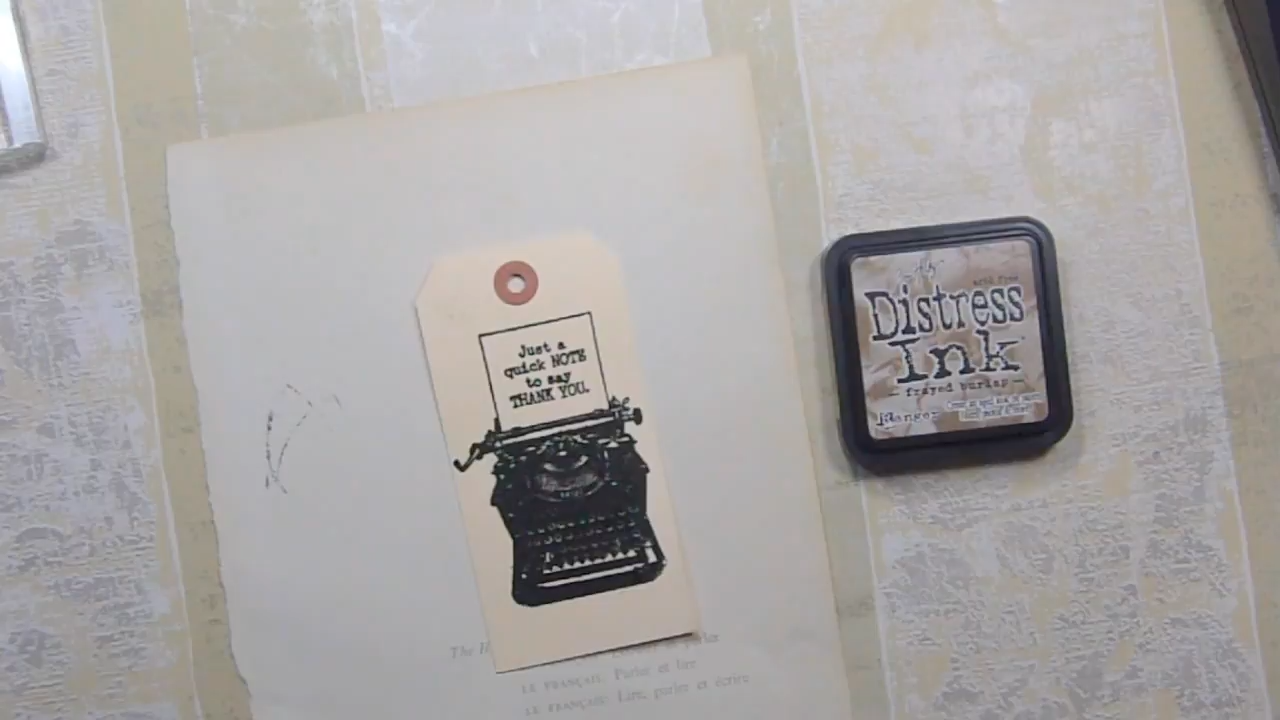 Just a
quick NOTE
to say
THANK YOU.
Distress
Ink
frayed burlap
Ranger
The H
LE FRANÇAIS: Parler et lire
LE FRANÇAIS: Lire, parler et écrire